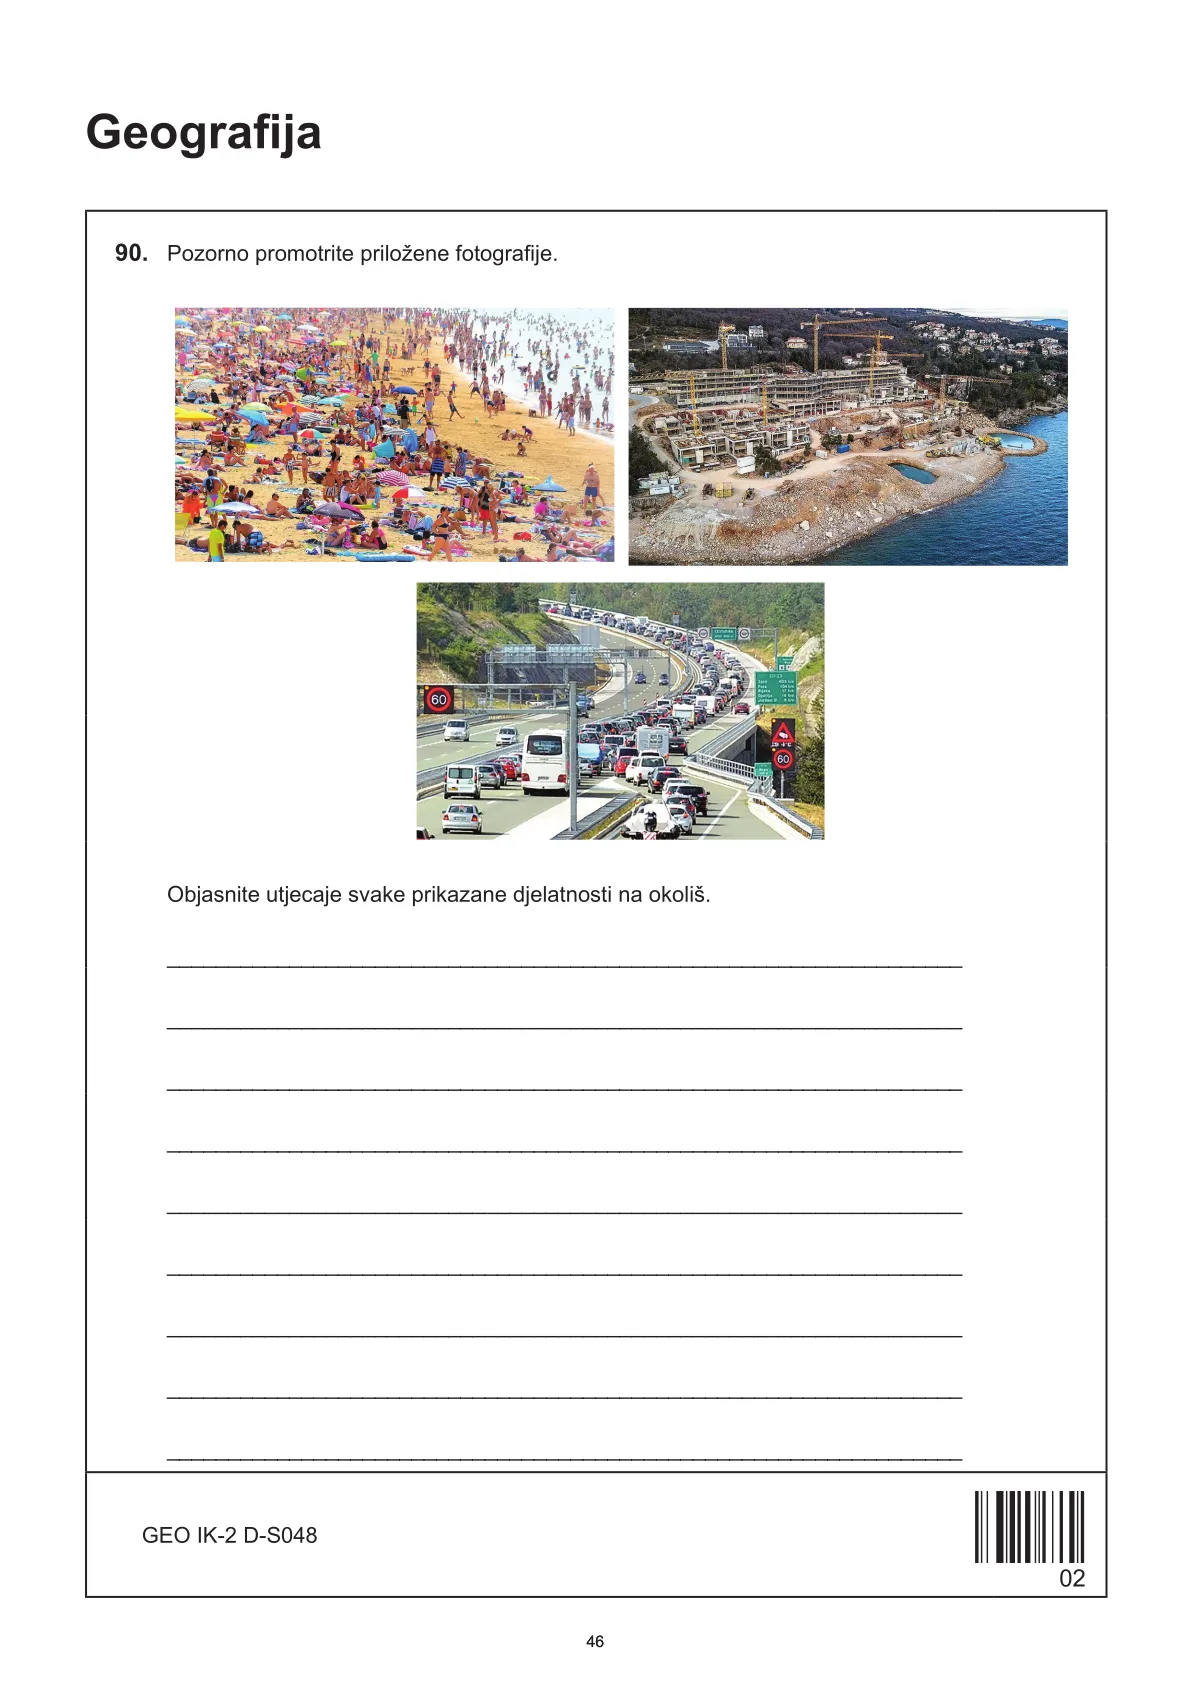 Geografija
90. Pozorno promotrite priložene fotografije.
60
60
Objasnite utjecaje svake prikazane djelatnosti na okoliš.
GEO IK-2 D-S048
02
46